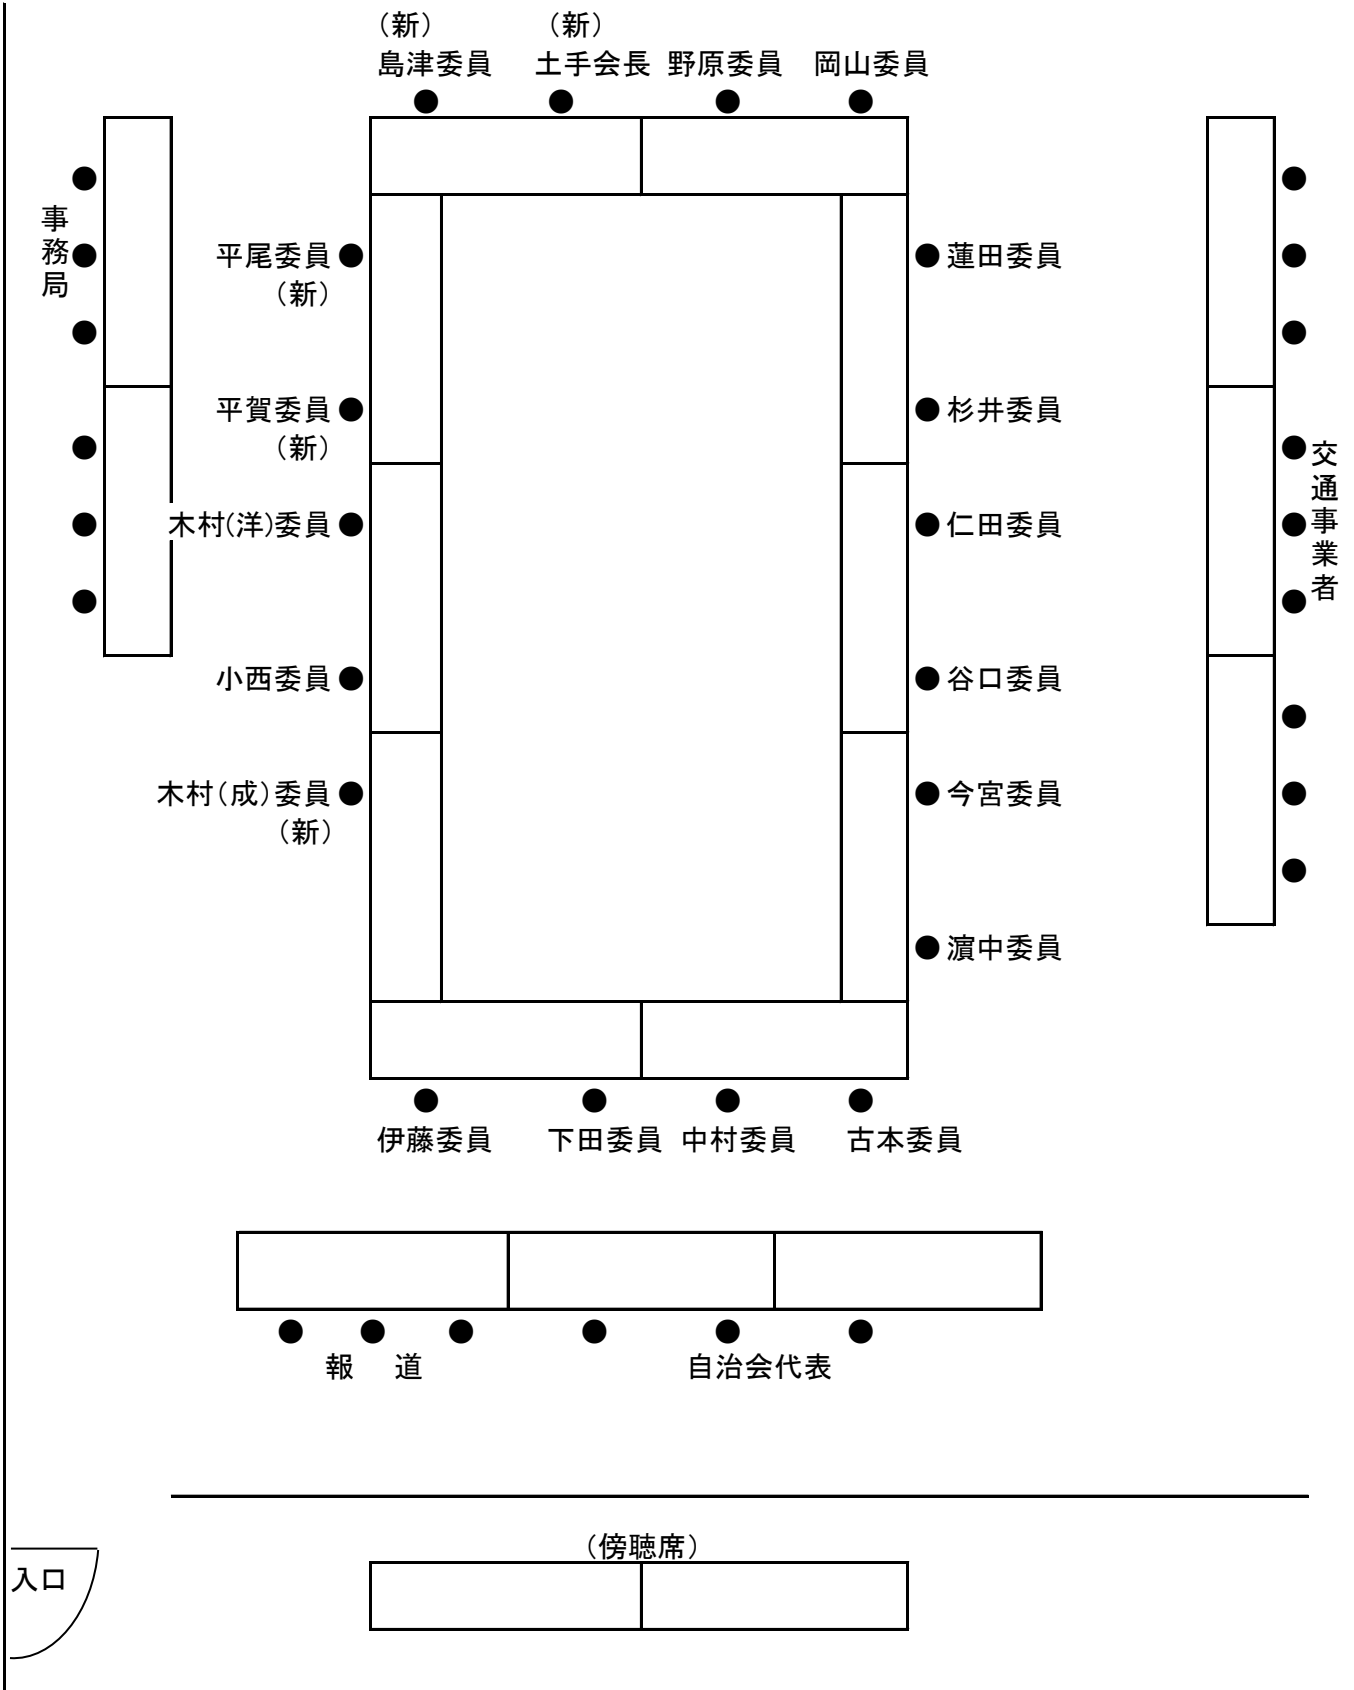 （新）　（新）
島津委員　土手会長　野原委員　岡山委員
事務局
平尾委員　蓮田委員
（新）
平賀委員　杉井委員
（新）
交通事業者
木村(洋)委員　仁田委員
小西委員　谷口委員
木村（成）委員　今宮委員
（新）
濵中委員
伊藤委員　下田委員　中村委員　古本委員
報　道　自治会代表
（傍聴席）
入口